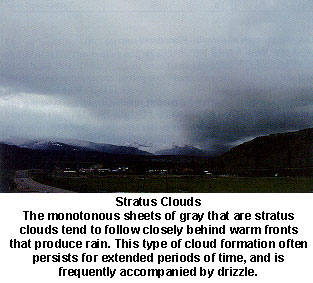 Stratus Clouds
The monotonous sheets of gray that are stratus
clouds tend to follow closely behind warm fronts
that produce rain. This type of cloud formation often
persists for extended periods of time, and is
frequently accompanied by drizzle.